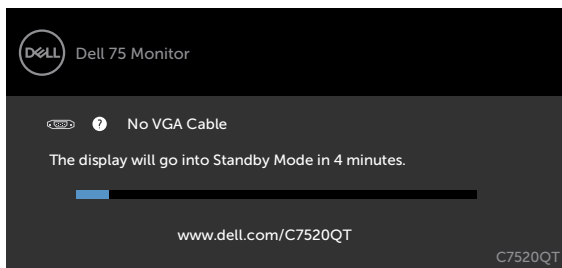 DELL Dell 75 Monitor
? No VGA Cable
The display will go into Standby Mode in 4 minutes.
www.dell.com/C7520QT
C7520QT